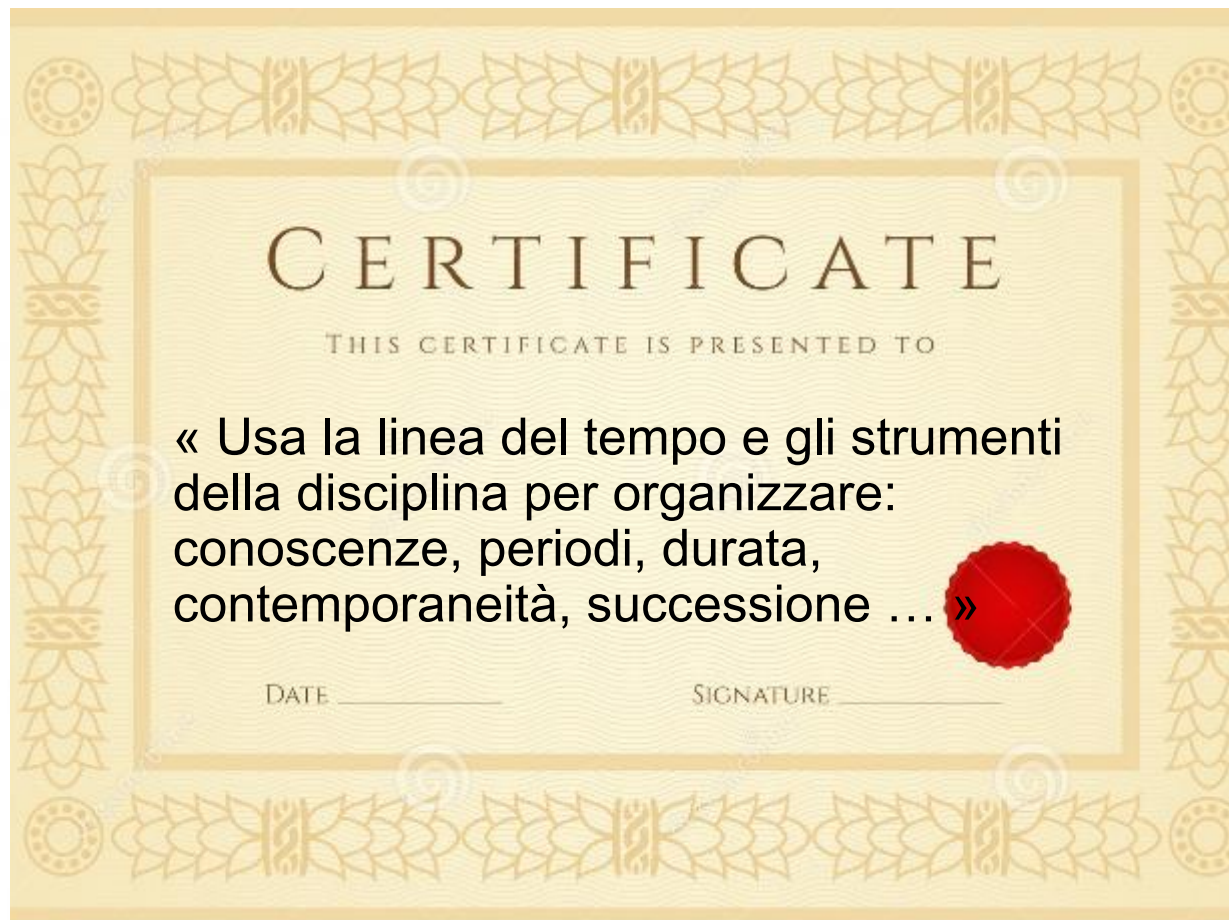 CERTIFICATE
THIS CERTIFICATE IS PRESENTED TO
« Usa la linea del tempo e gli strumenti
della disciplina per organizzare:
conoscenze, periodi, durata,
contemporaneità, successione … »
DATE SIGNATURE